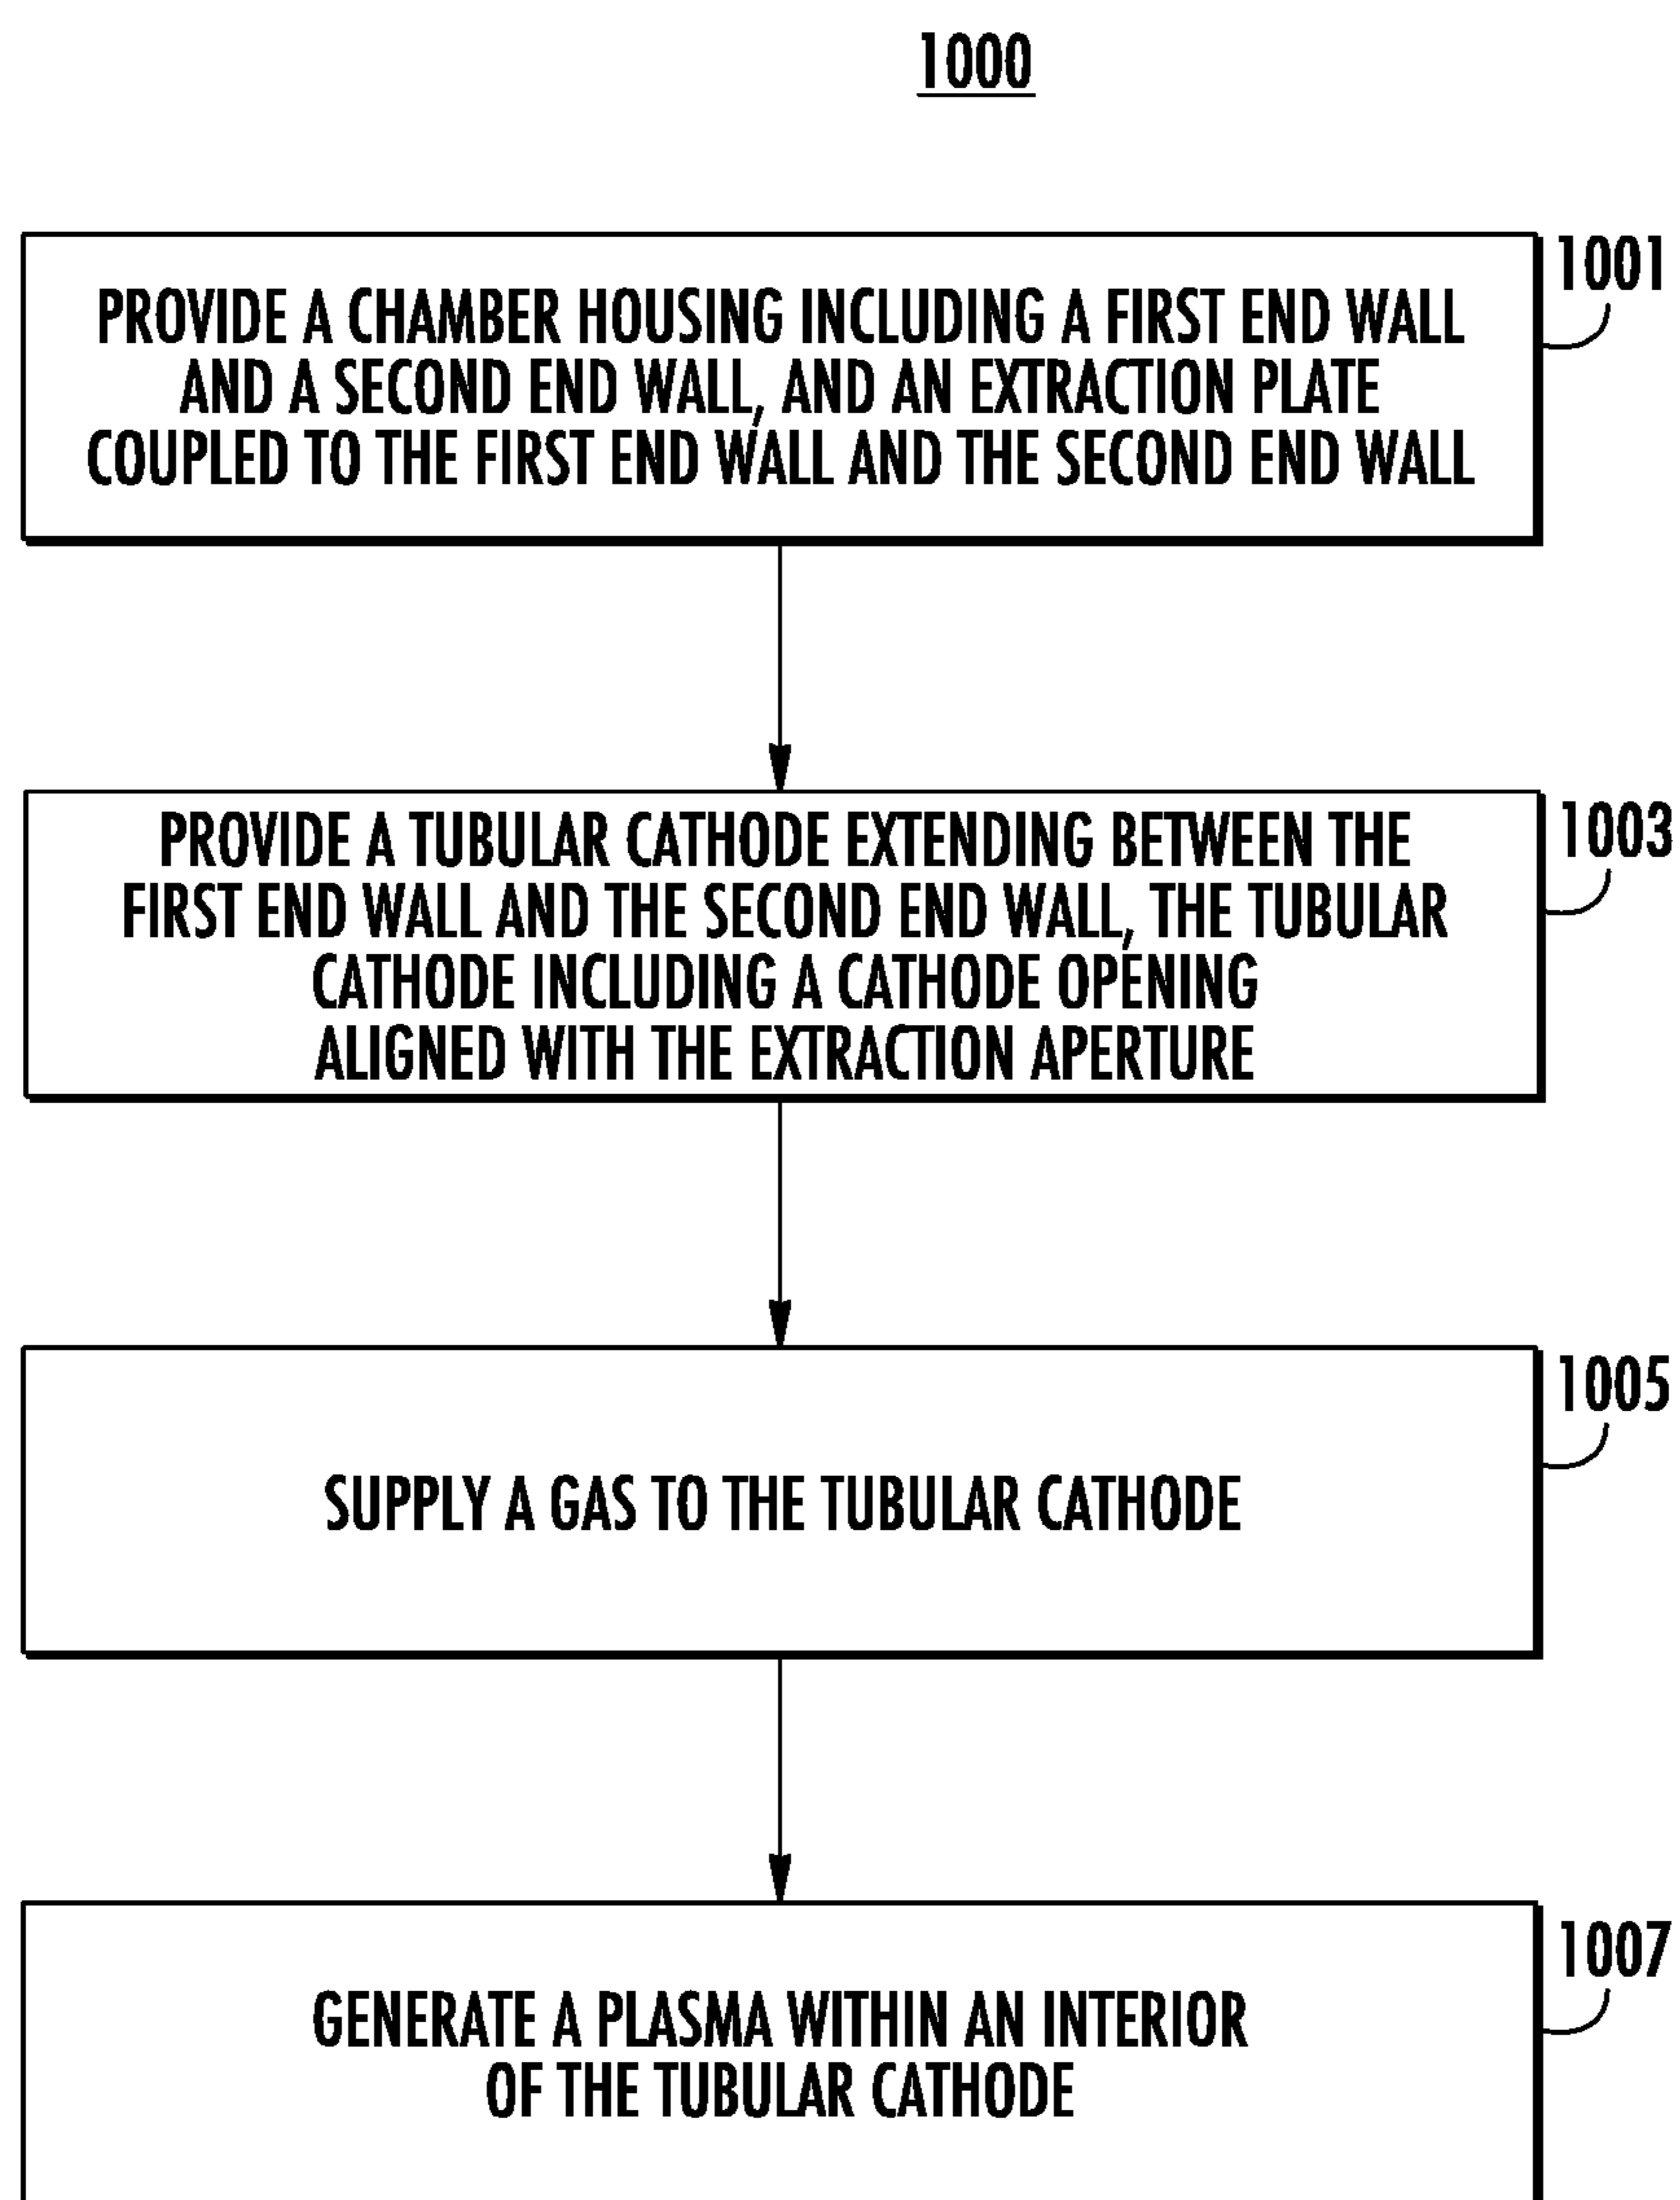 1000
1001
PROVIDE A CHAMBER HOUSING INCLUDING A FIRST END WALL
AND A SECOND END WALL, AND AN EXTRACTION PLATE
COUPLED TO THE FIRST END WALL AND THE SECOND END WALL
1003
PROVIDE A TUBULAR CATHODE EXTENDING BETWEEN THE
FIRST END WALL AND THE SECOND END WALL, THE TUBULAR
CATHODE INCLUDING A CATHODE OPENING
ALIGNED WITH THE EXTRACTION APERTURE
1005
SUPPLY A GAS TO THE TUBULAR CATHODE
1007
GENERATE A PLASMA WITHIN AN INTERIOR
OF THE TUBULAR CATHODE